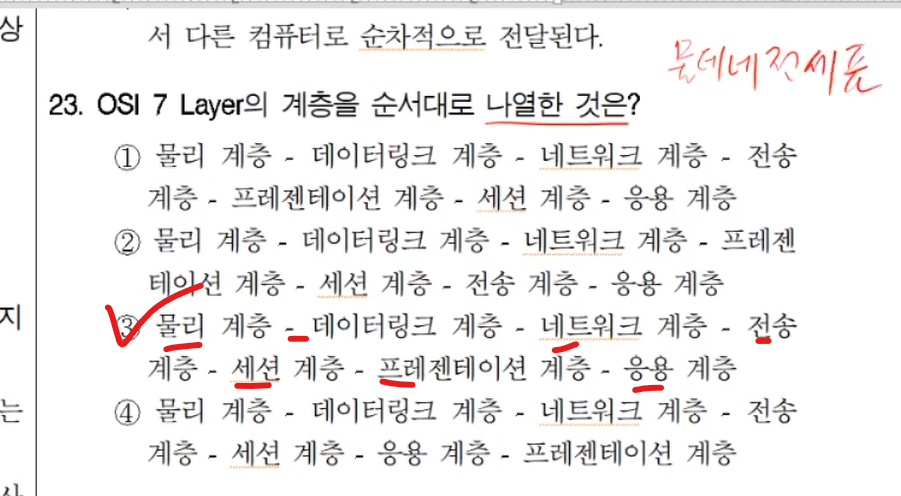 상
서 다른 컴퓨터로 순차적으로 전달된다.
물데네전세프
23. OSI 7 Layer의 계층을 순서대로 나열한 것은?
① 물리 계층 - 데이터링크 계층 - 네트워크 계층 - 전송
계층 - 프레젠테이션 계층 - 세션 계층 - 응용 계층
② 물리 계층 - 데이터링크 계층 - 네트워크 계층 - 프레젠
테이션 계층 - 세션 계층 - 전송 계층 - 응용 계층
지
③ 물리 계층 - 데이터링크 계층 - 네트워크 계층 - 전송
계층 - 세션 계층 - 프레젠테이션 계층 - 응용 계층
는
④ 물리 계층 - 데이터링크 계층 - 네트워크 계층 - 전송
계층 - 세션 계층 - 응용 계층 - 프레젠테이션 계층